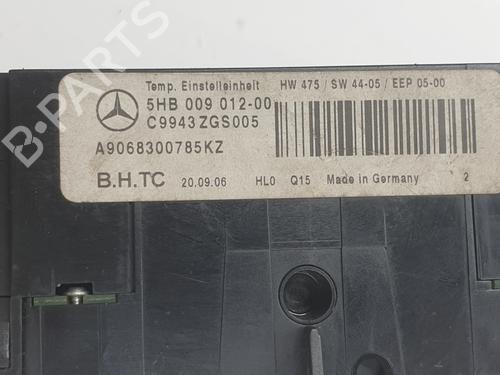 Temp. Einstelleinheit HW 475 / SW 44-05 / EEP 05-00
5HB 009 012-00
C9943ZGS005
A9068300785KZ
B.H.TC 20.09.06 HL0 Q15 Made in Germany 2
B-PARTS